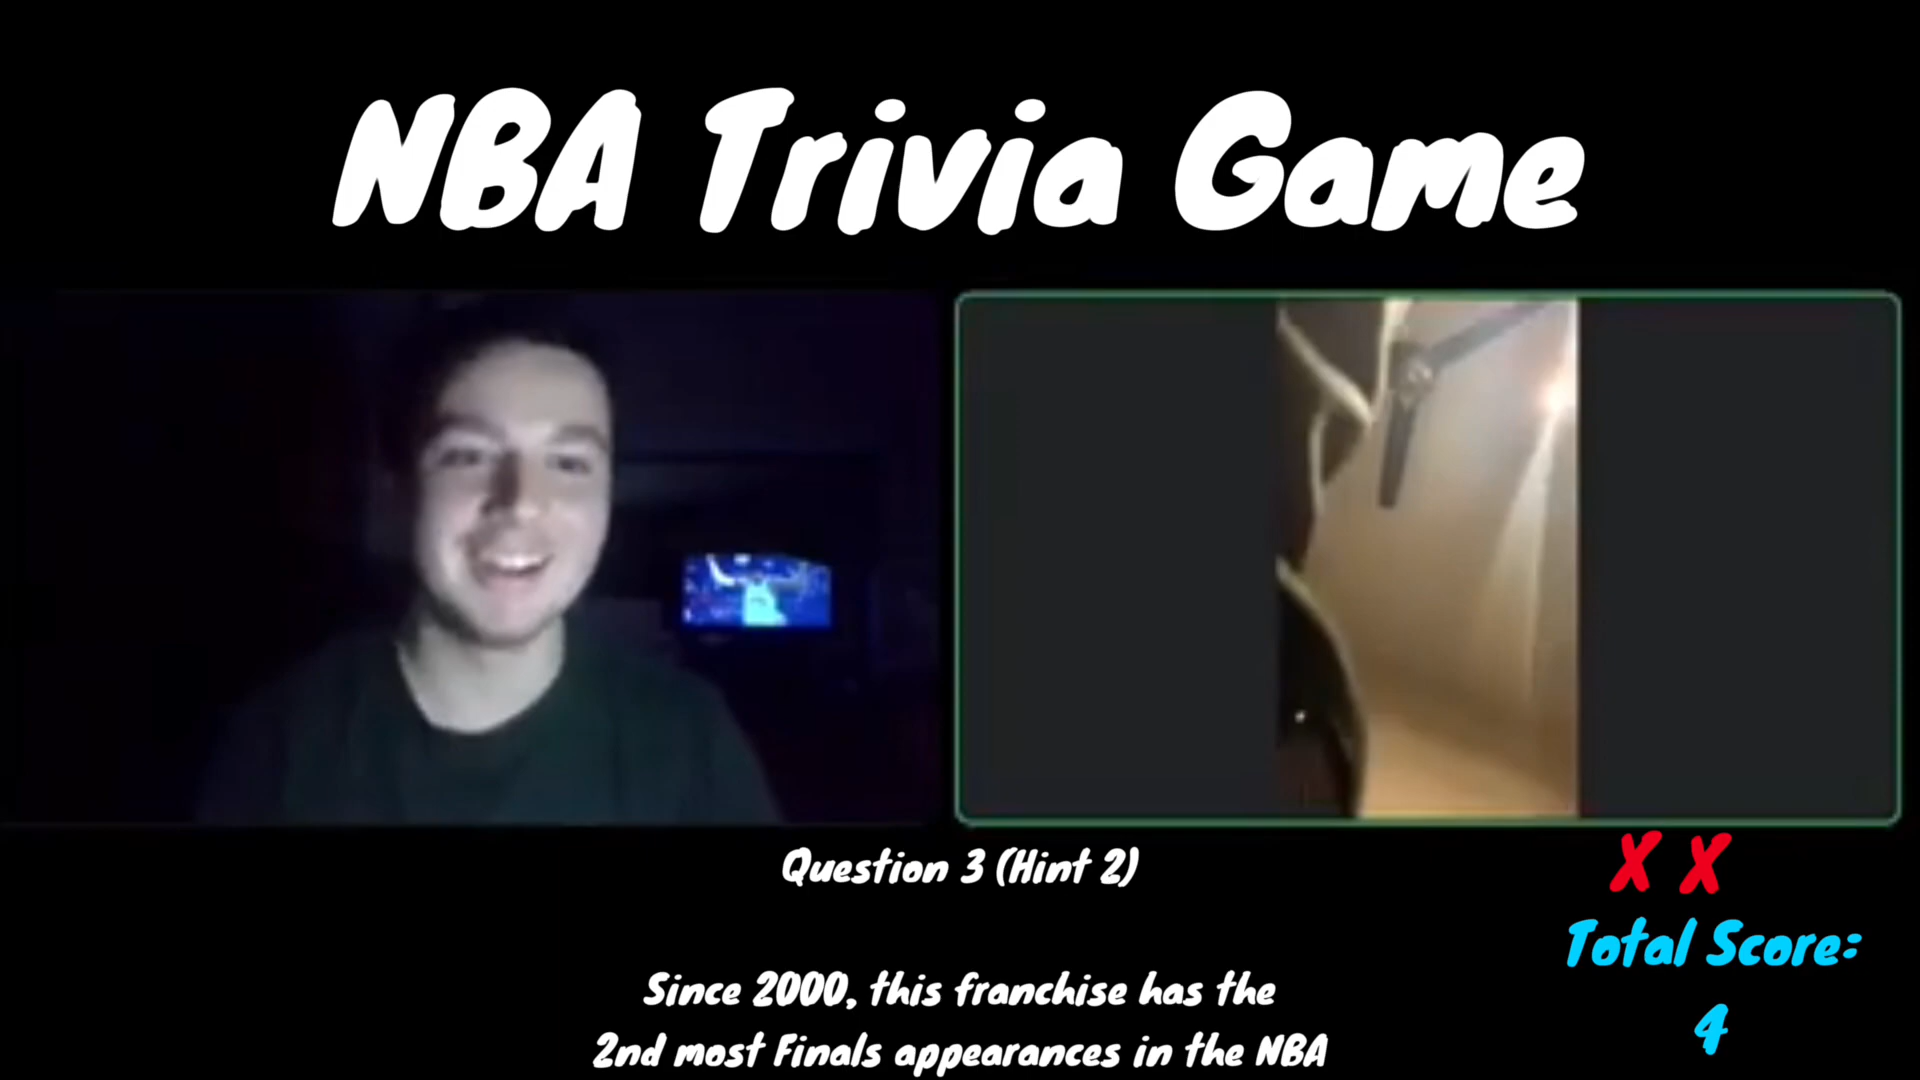 NBA Trivia Game
Question 3 (Hint 2)
X X
Total Score:
4
Since 2000, this franchise has the
2nd most Finals appearances in the NBA